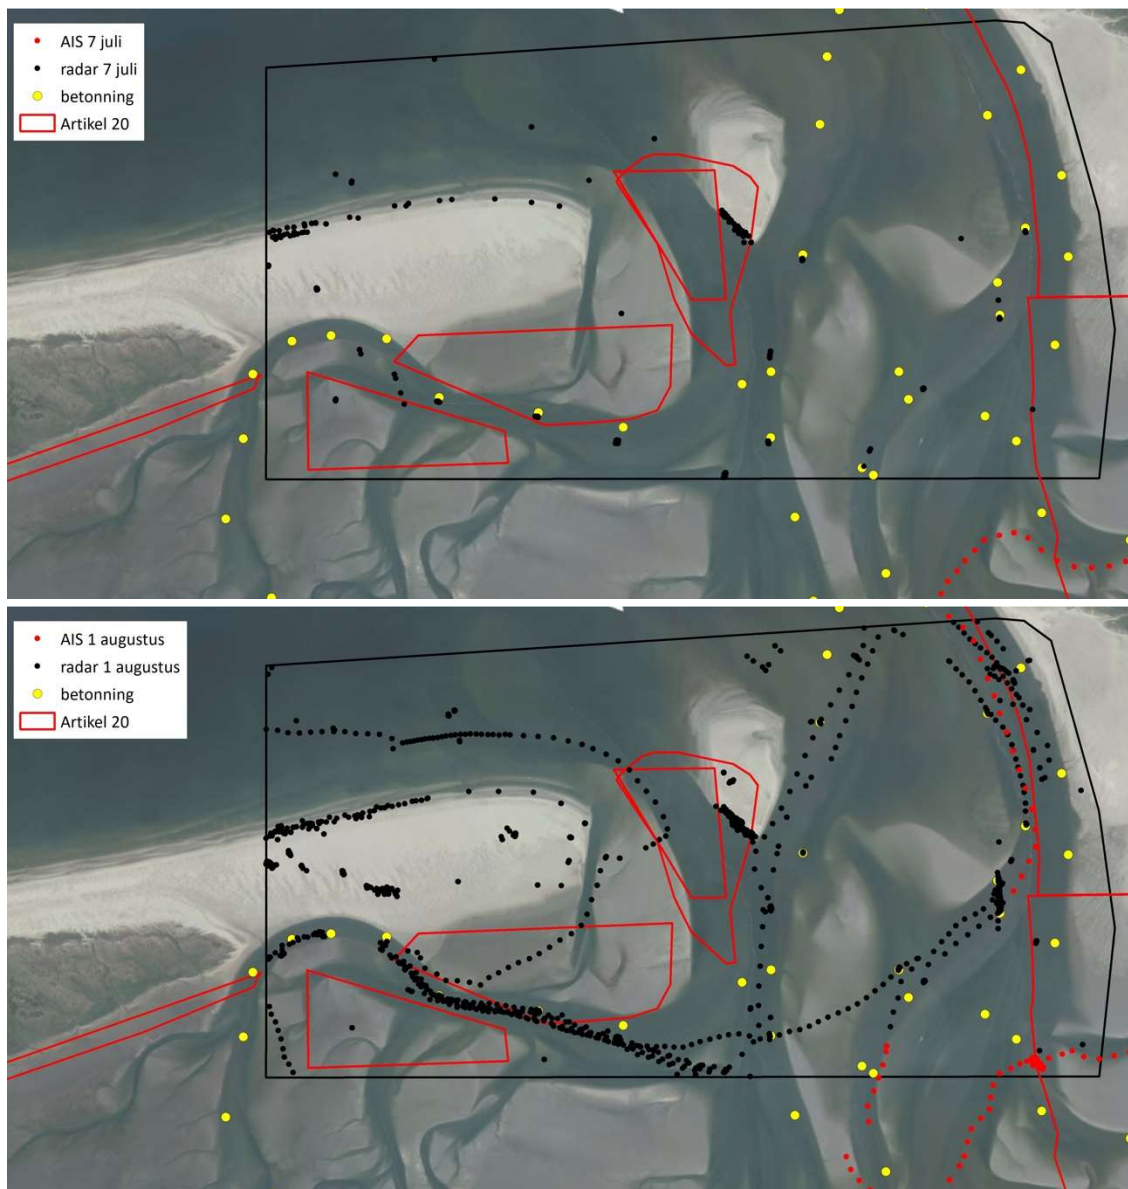 AIS 7 juli
radar 7 juli
betonning
Artikel 20
AIS 1 augustus
radar 1 augustus
betonning
Artikel 20